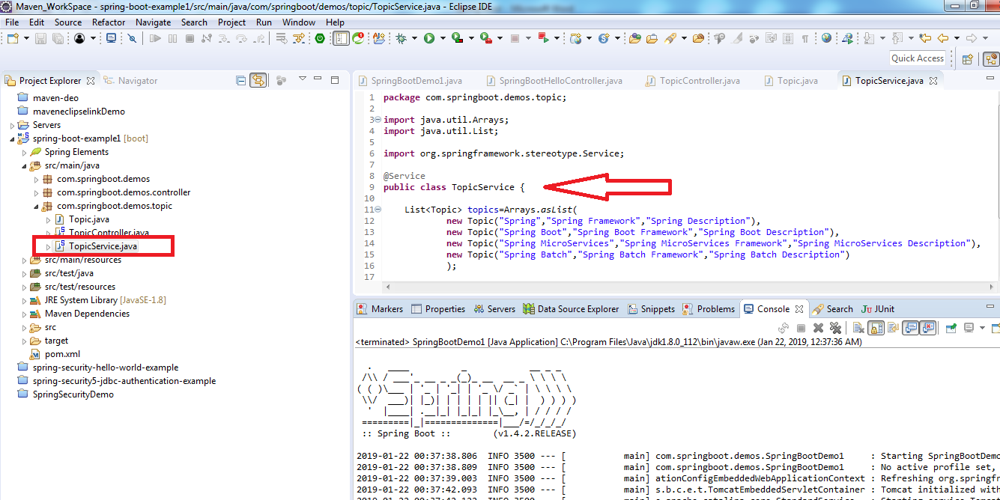 Maven_WorkSpace - spring-boot-example1/src/main/java/com/springboot/demos/topic/TopicService.java - Eclipse IDE
File Edit Source Refactor Navigate Search Project Run Window Help
Quick Access
Project Explorer Navigator
maven-deo
maveneclipselinkDemo
Servers
spring-boot-example1 [boot]
Spring Elements
src/main/java
com.springboot.demos
com.springboot.demos.controller
com.springboot.demos.topic
Topic.java
TopicController.java
TopicService.java
src/main/resources
src/test/java
src/test/resources
JRE System Library [JavaSE-1.8]
Maven Dependencies
src
target
pom.xml
spring-security-hello-world-example
spring-security5-jdbc-authentication-example
SpringSecurityDemo
SpringBootDemo1.java SpringBootHelloController.java TopicController.java Topic.java TopicService.java
1 package com.springboot.demos.topic;
2
3 import java.util.Arrays;
4 import java.util.List;
5
6 import org.springframework.stereotype.Service;
7
8 @Service
9 public class TopicService {
10
11 List<Topic> topics=Arrays.asList(
12 new Topic("Spring","Spring Framework","Spring Description"),
13 new Topic("Spring Boot","Spring Boot Framework","Spring Boot Description"),
14 new Topic("Spring MicroServices","Spring MicroServices Framework","Spring MicroServices Description"),
15 new Topic("Spring Batch","Spring Batch Framework","Spring Batch Description")
16 );
17
Markers Properties Servers Data Source Explorer Snippets Problems Console Search JUnit
<terminated> SpringBootDemo1 [Java Application] C:\Program Files\Java\jdk1.8.0_112\bin\javaw.exe (Jan 22, 2019, 12:37:36 AM)
:: Spring Boot :: (v1.4.2.RELEASE)
2019-01-22 00:37:38.806 INFO 3500 --- [ main] com.springboot.demos.SpringBootDemo1 : Starting SpringBootDemo
2019-01-22 00:37:38.809 INFO 3500 --- [ main] com.springboot.demos.SpringBootDemo1 : No active profile set,
2019-01-22 00:37:39.003 INFO 3500 --- [ main] ationConfigEmbeddedWebApplicationContext : Refreshing org.springf
2019-01-22 00:37:42.093 INFO 3500 --- [ main] s.b.c.e.t.TomcatEmbeddedServletContainer : Tomcat initialized with